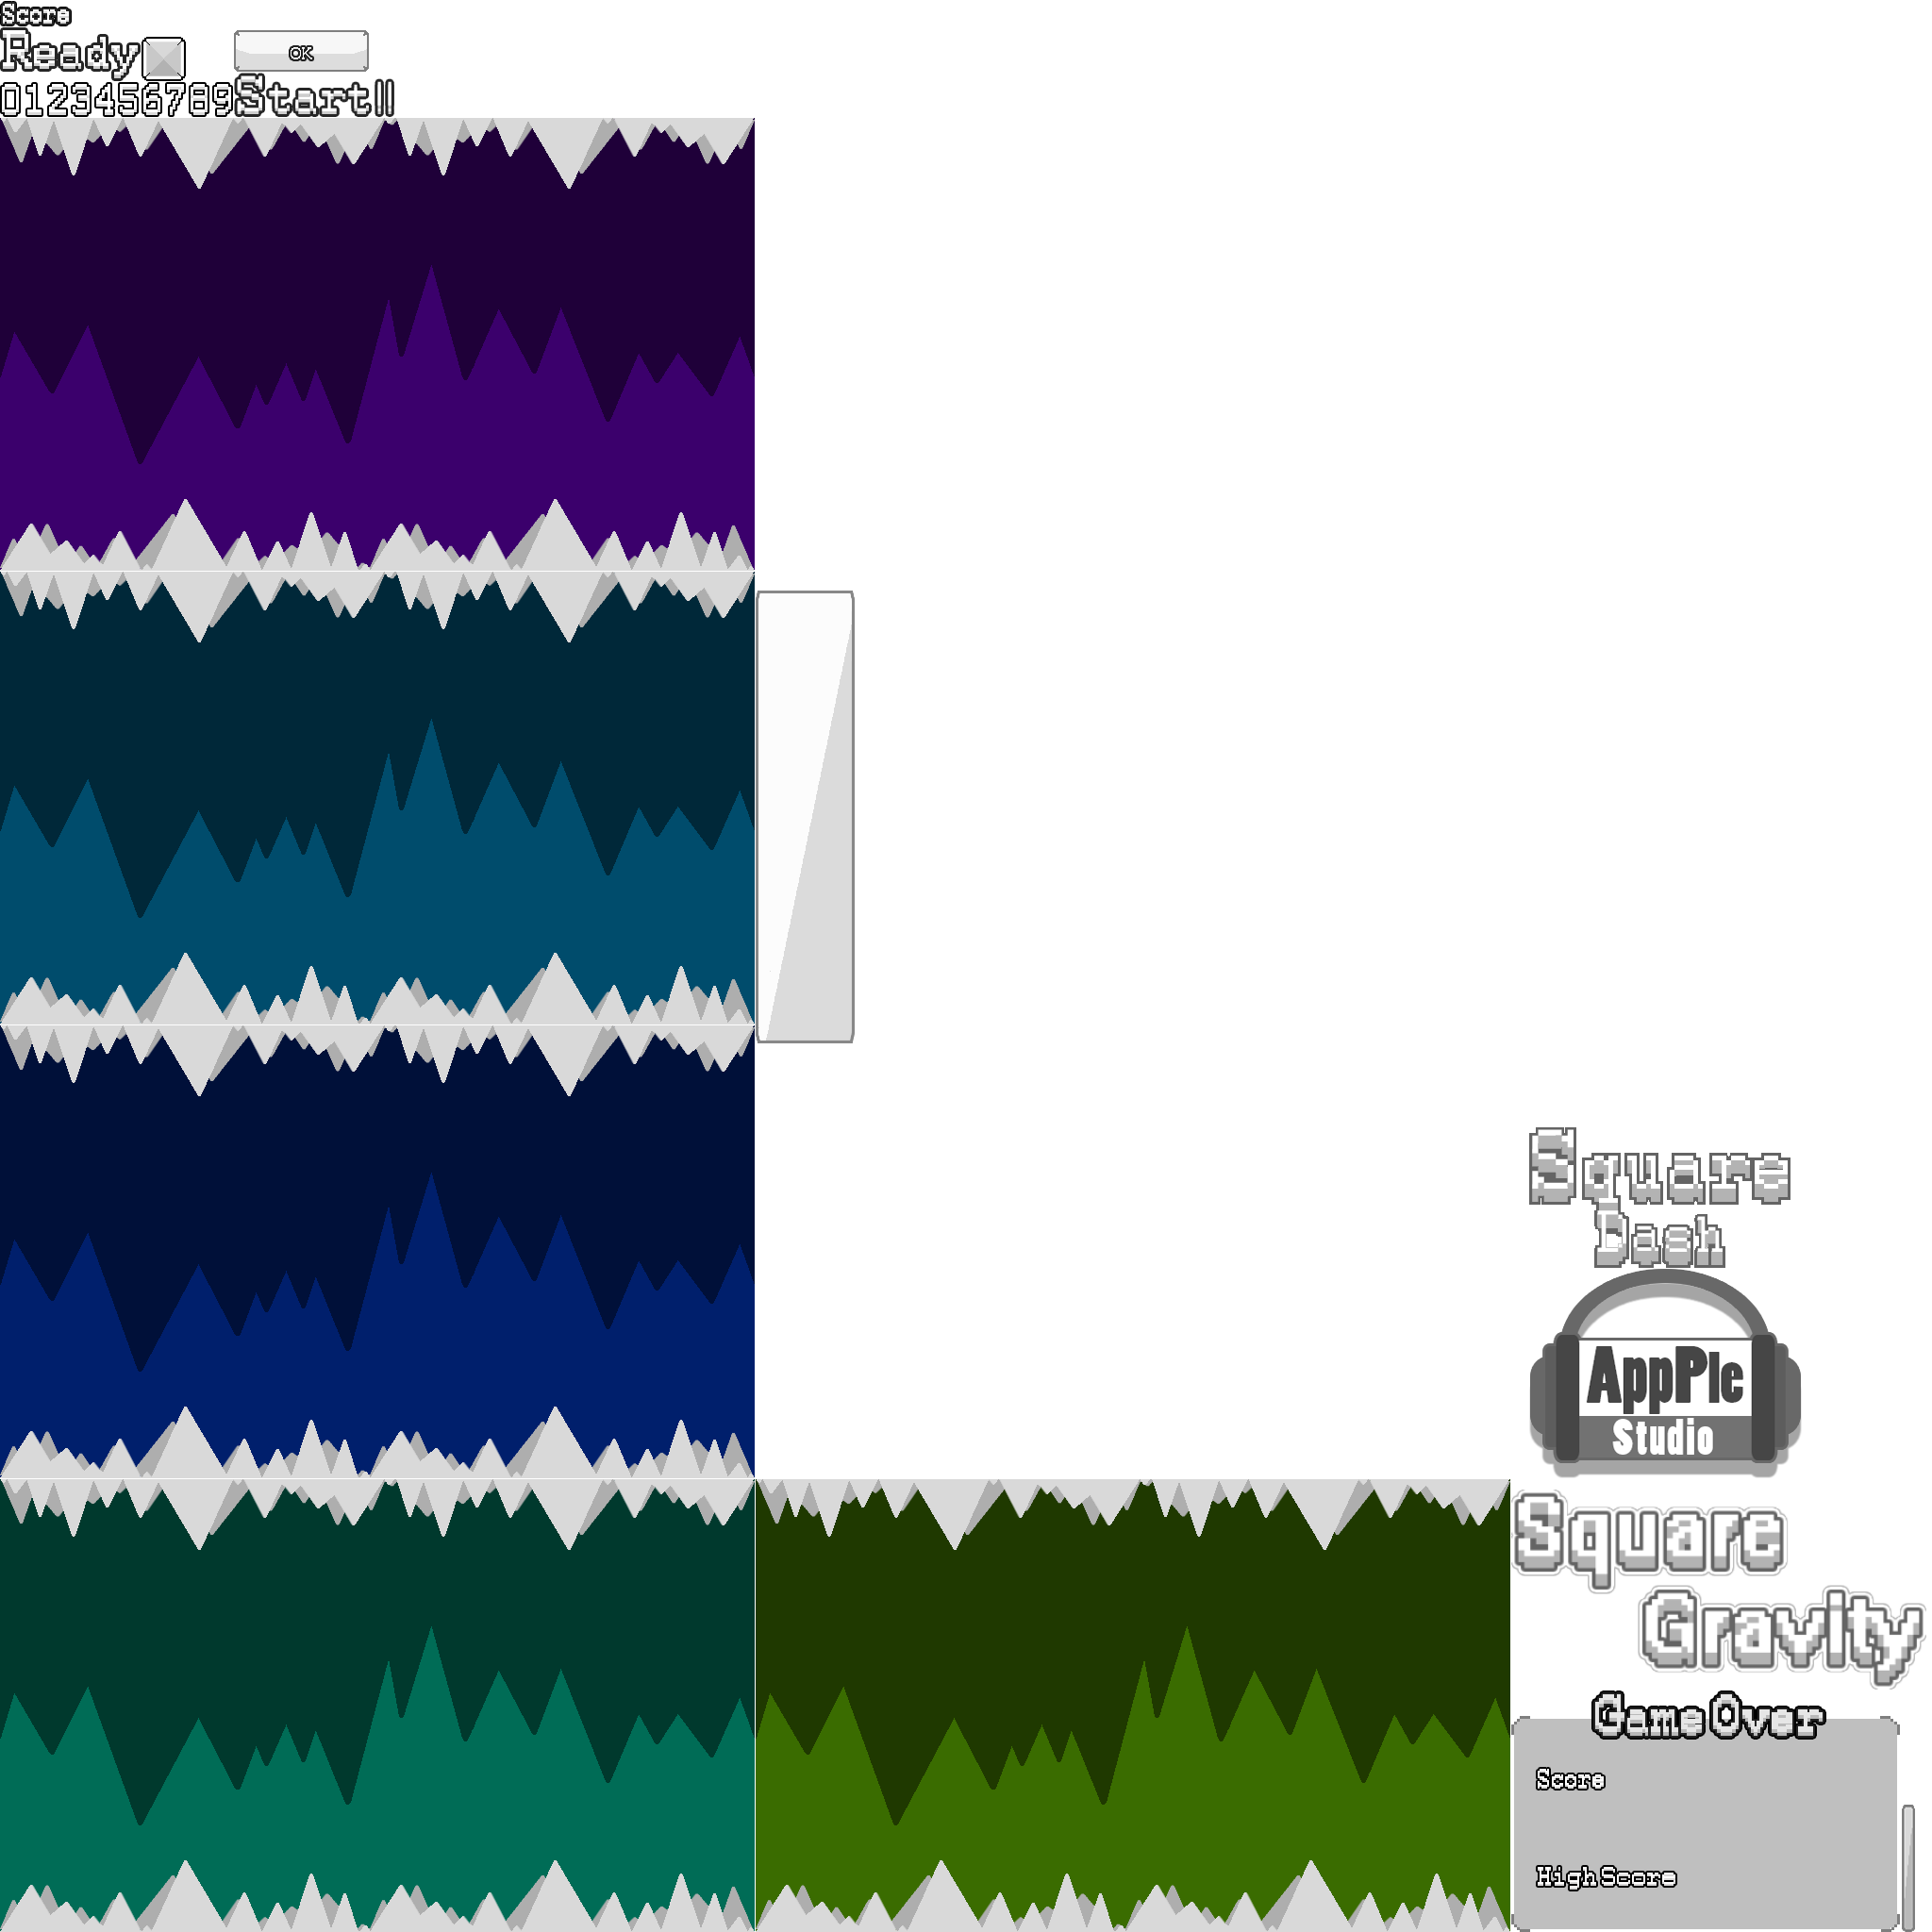 Score
Ready
OK
0123456789
Start!!
Square
Dash
AppPle
Studio
Square
Gravity
Game Over
Score
High Score